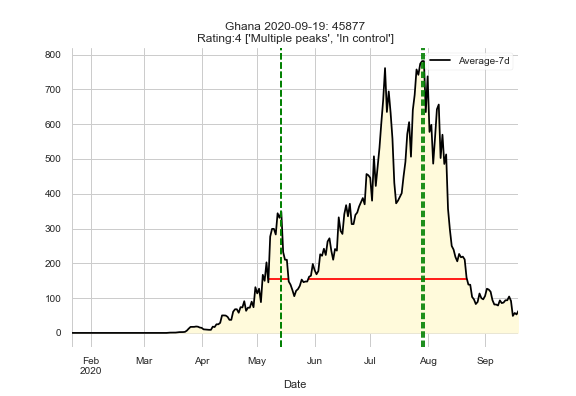 Ghana 2020-09-19: 45877
Rating:4 ['Multiple peaks', 'In control']
Average-7d
800
700
600
500
400
300
200
100
0
Feb
2020
Mar
Apr
May
Jun
Jul
Aug
Sep
Date